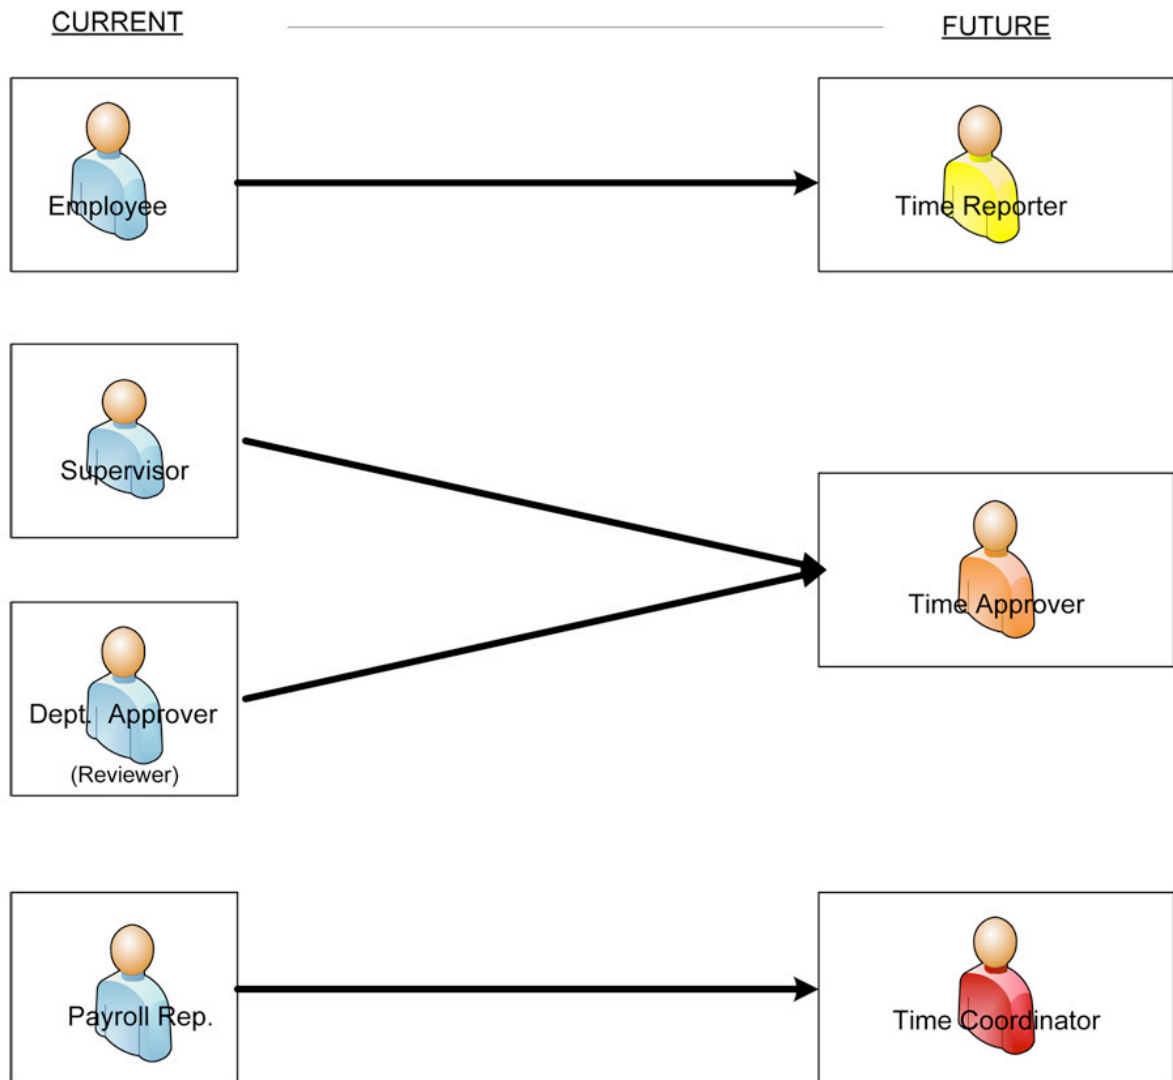 CURRENT
FUTURE
Employee
Time Reporter
Supervisor
Time Approver
Dept. Approver
(Reviewer)
Payroll Rep.
Time Coordinator